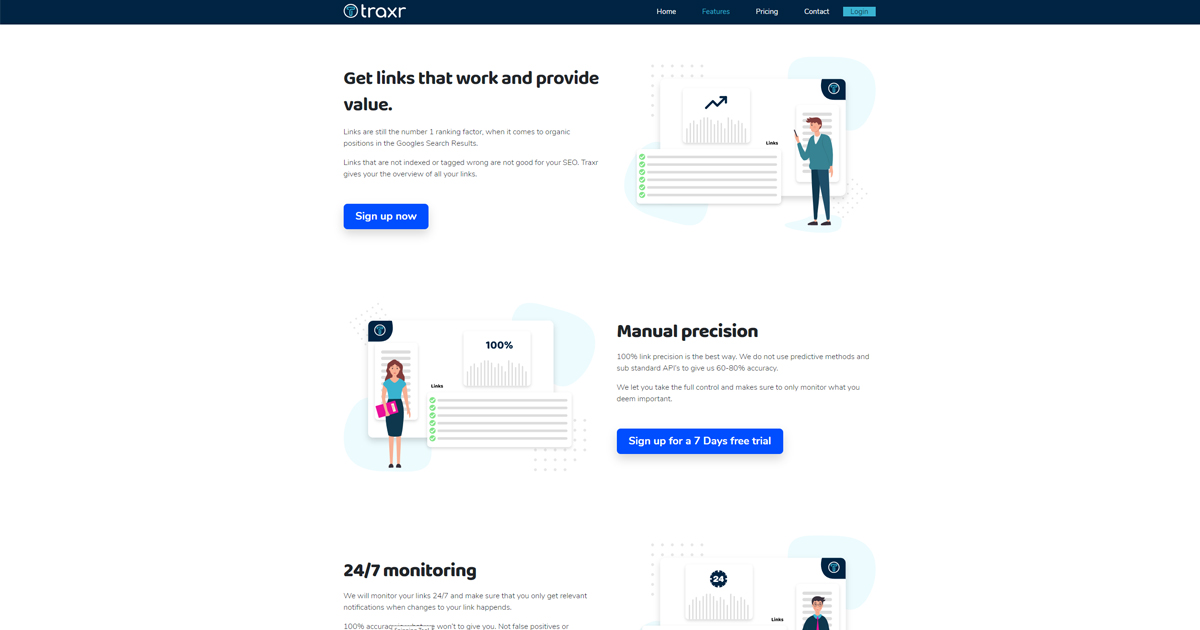 traxr
Home Features Pricing Contact Login
Get links that work and provide
value.
Links are still the number 1 ranking factor, when it comes to organic
positions in the Googles Search Results.
Links that are not indexed or tagged wrong are not good for your SEO. Traxr
gives your the overview of all your links.
Sign up now
Links
100%
Links
Manual precision
100% link precision is the best way. We do not use predictive methods and
sub standard API's to give us 60-80% accuracy.
We let you take the full control and makes sure to only monitor what you
deem important.
Sign up for a 7 Days free trial
24/7 monitoring
We will monitor your links 24/7 and make sure that you only get relevant
notifications when changes to your link happends.
100% won't to give you. Not false positives or
24
Links